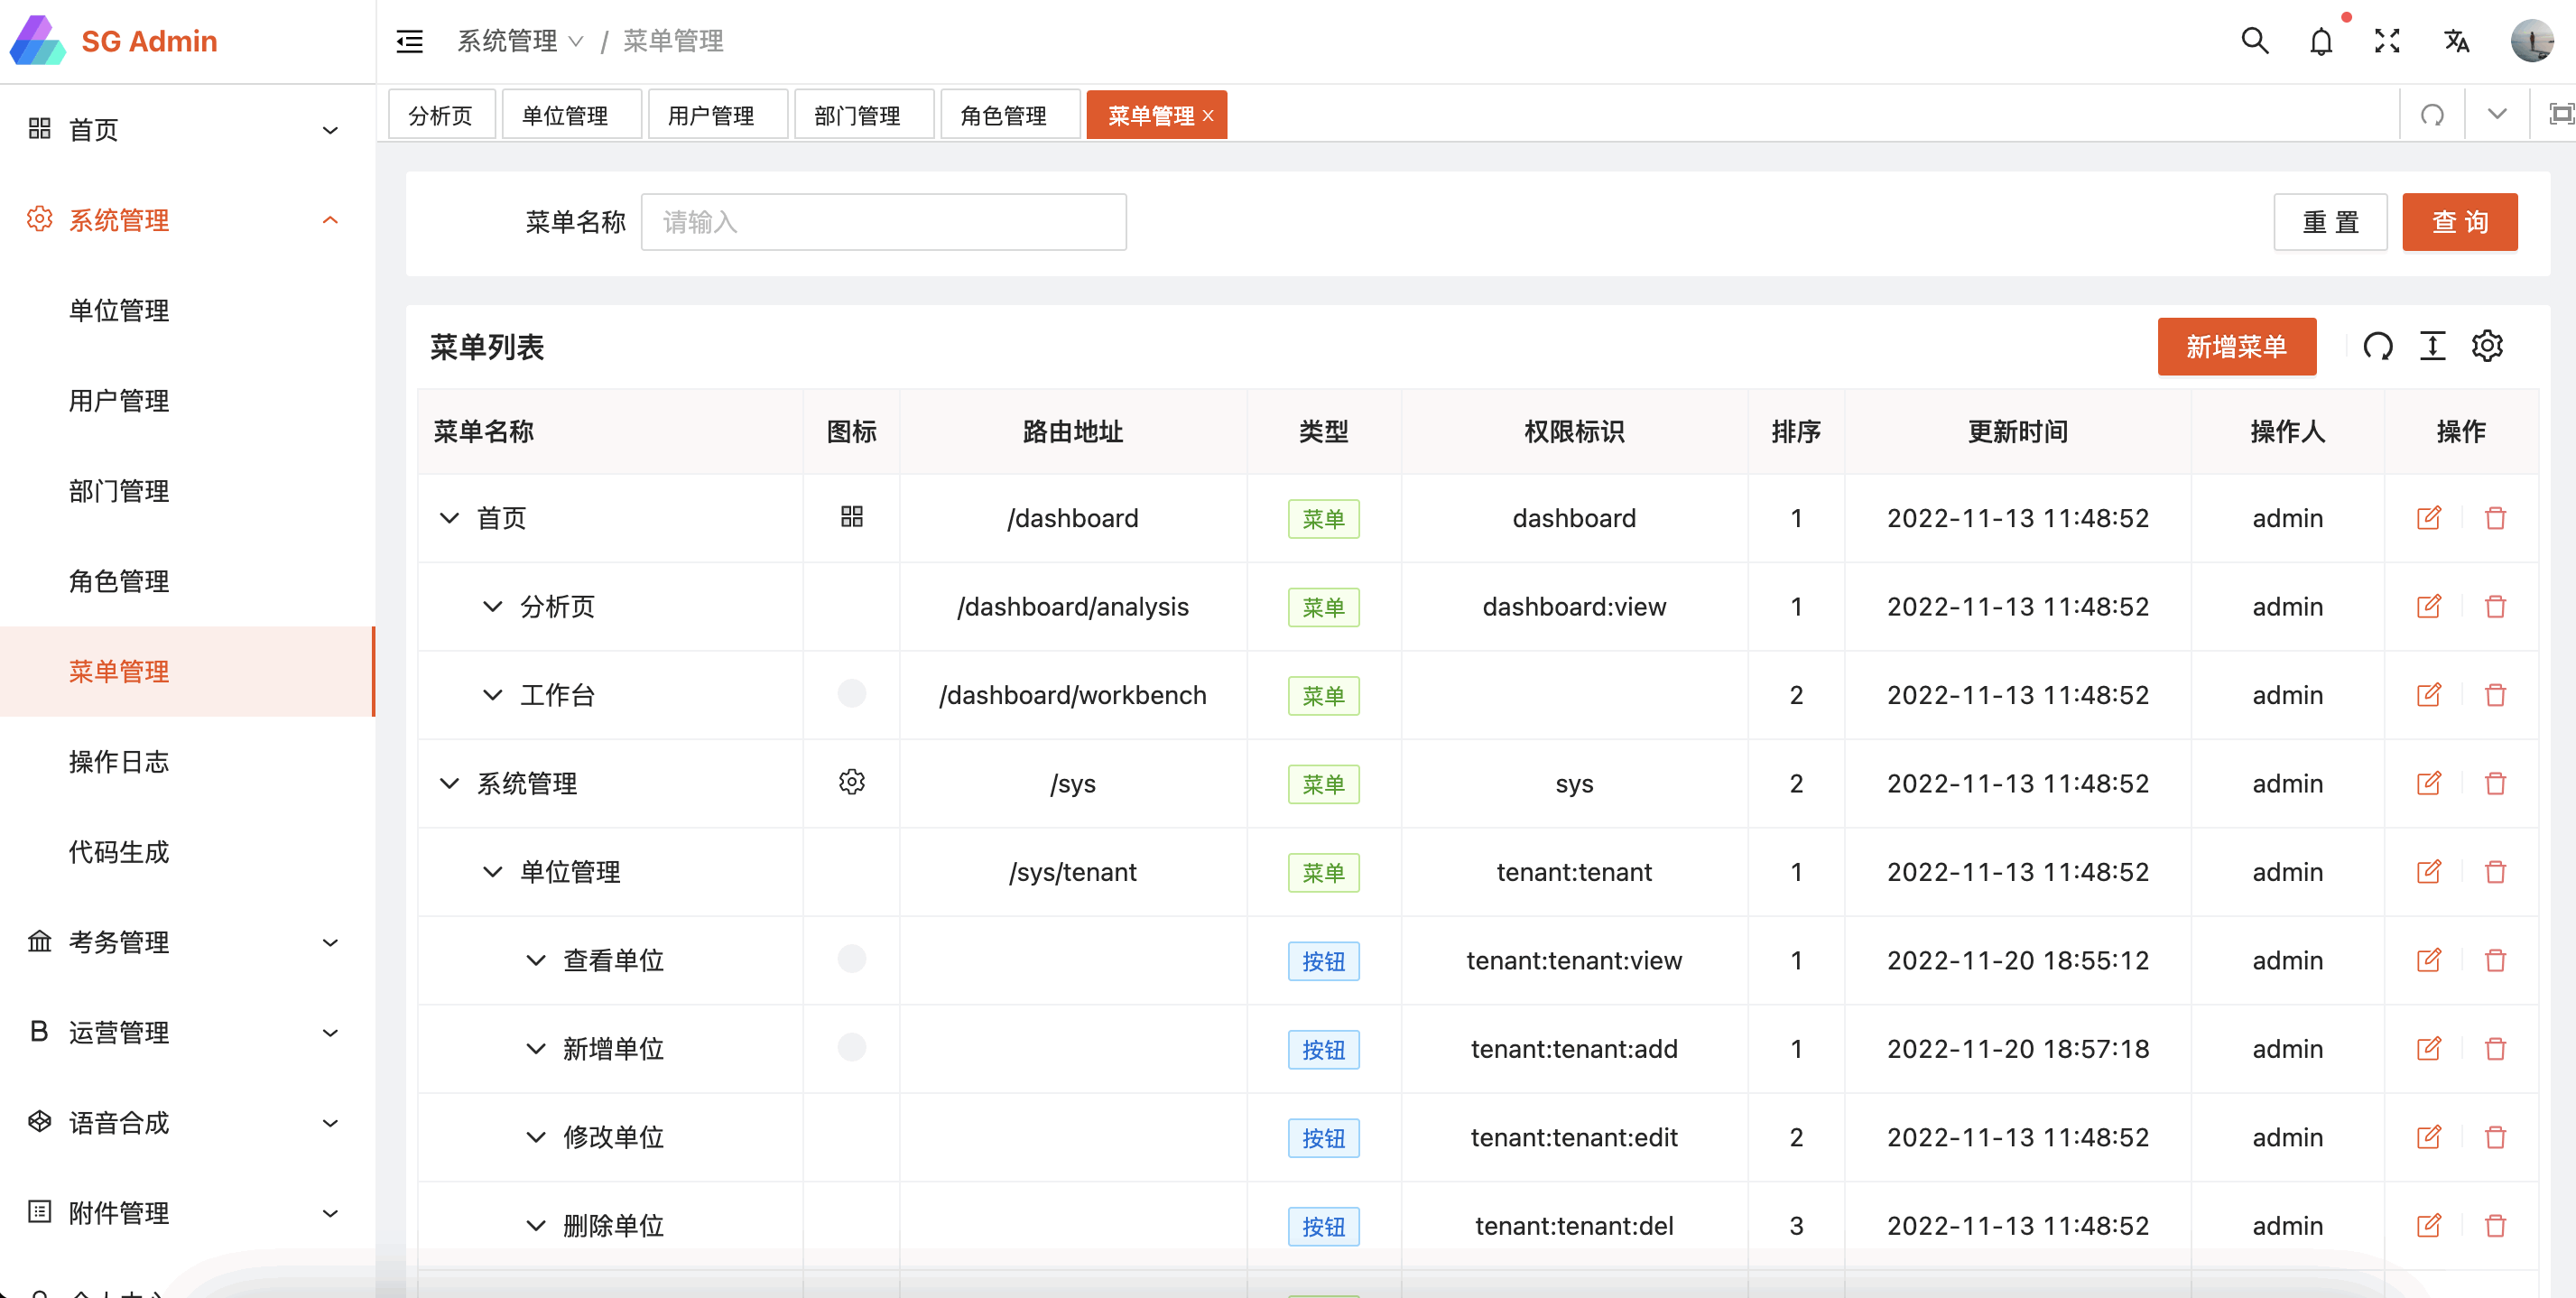 SG Admin
系统管理 / 菜单管理
首页
系统管理
单位管理
用户管理
部门管理
角色管理
菜单管理
操作日志
代码生成
考务管理
运营管理
语音合成
附件管理
分析页 单位管理 用户管理 部门管理 角色管理 菜单管理
菜单名称 请输入 重 置 查 询
菜单列表 新增菜单
菜单名称 图标 路由地址 类型 权限标识 排序 更新时间 操作人 操作
首页 /dashboard 菜单 dashboard 1 2022-11-13 11:48:52 admin
分析页 /dashboard/analysis 菜单 dashboard:view 1 2022-11-13 11:48:52 admin
工作台 /dashboard/workbench 菜单 2 2022-11-13 11:48:52 admin
系统管理 /sys 菜单 sys 2 2022-11-13 11:48:52 admin
单位管理 /sys/tenant 菜单 tenant:tenant 1 2022-11-13 11:48:52 admin
查看单位 按钮 tenant:tenant:view 1 2022-11-20 18:55:12 admin
新增单位 按钮 tenant:tenant:add 1 2022-11-20 18:57:18 admin
修改单位 按钮 tenant:tenant:edit 2 2022-11-13 11:48:52 admin
删除单位 按钮 tenant:tenant:del 3 2022-11-13 11:48:52 admin